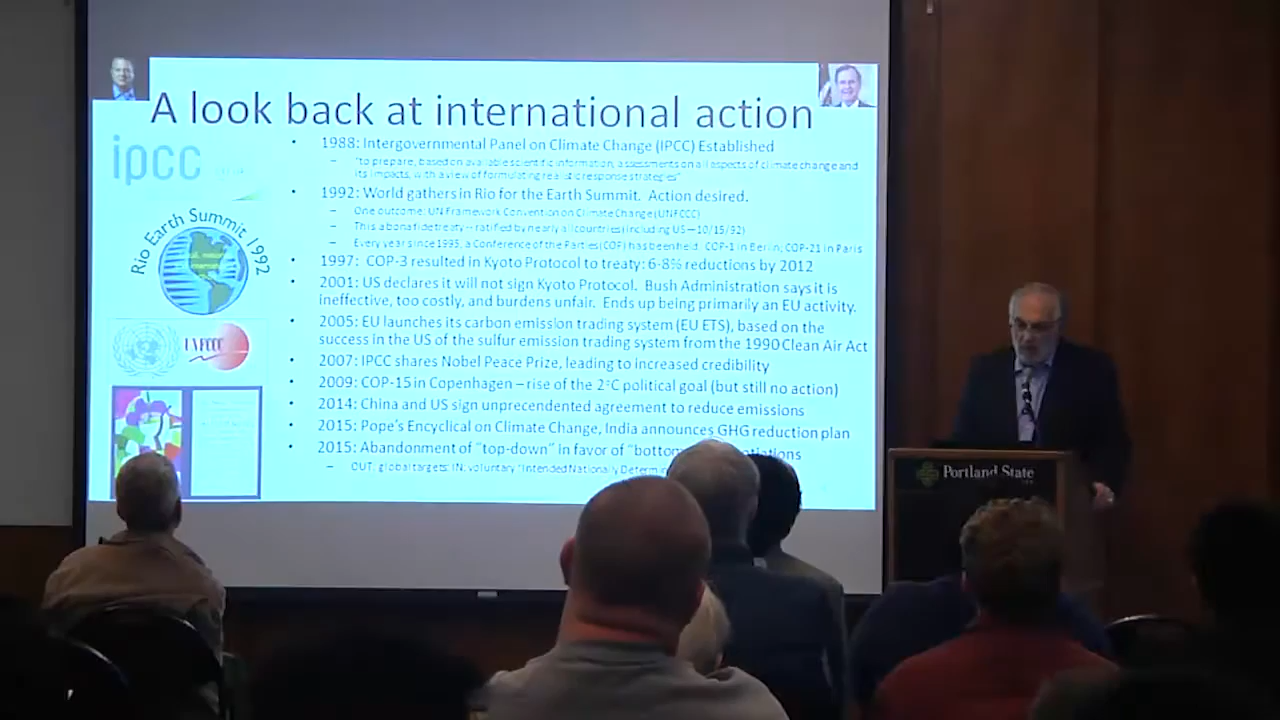 A look back at international action
ipcc
• 1988: Intergovernmental Panel on Climate Change (IPCC) Established
– "to prepare, based on available scientific information, assessments on all aspects of climate change and
its impacts, with a view of formulating realistic response strategies"
• 1992: World gathers in Rio for the Earth Summit. Action desired.
– One outcome: UN Framework Convention on Climate Change (UNFCCC)
– This a bona fide treaty – ratified by nearly all countries (including US—10/15/92)
– Every year since 1995, a Conference of the Parties (COP) has been held. COP-1 in Berlin; COP-21 in Paris
Rio Earth Summit 1992
• 1997: COP-3 resulted in Kyoto Protocol to treaty: 6-8% reductions by 2012
• 2001: US declares it will not sign Kyoto Protocol. Bush Administration says it is
ineffective, too costly, and burdens unfair. Ends up being primarily an EU activity.
• 2005: EU launches its carbon emission trading system (EU ETS), based on the
success in the US of the sulfur emission trading system from the 1990 Clean Air Act
UNFCCC
• 2007: IPCC shares Nobel Peace Prize, leading to increased credibility
• 2009: COP-15 in Copenhagen – rise of the 2°C political goal (but still no action)
• 2014: China and US sign unprecendented agreement to reduce emissions
• 2015: Pope's Encyclical on Climate Change, India announces GHG reduction plan
• 2015: Abandonment of "top-down" in favor of "bottom
– OUT: global targets; IN: voluntary "Intended Nationally
Portland State